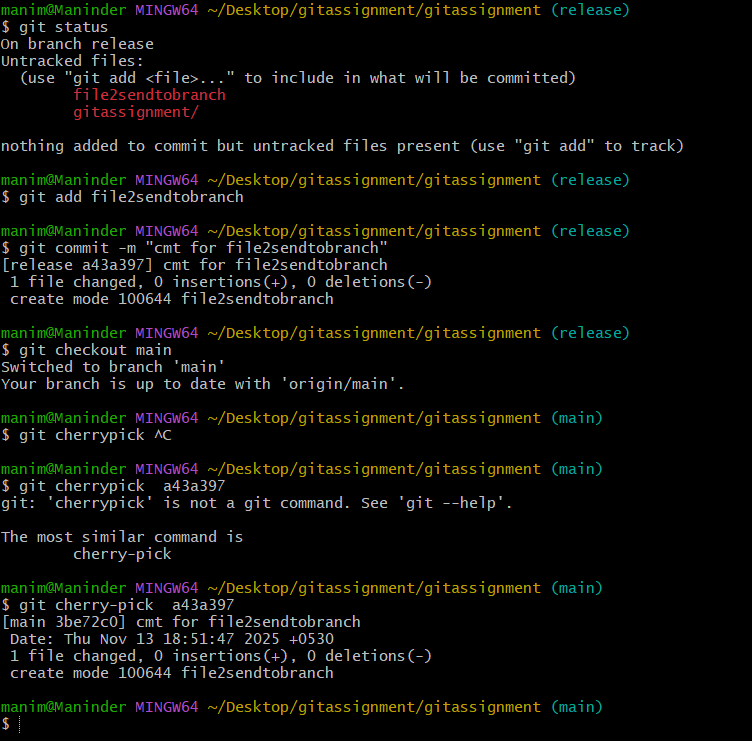 manim@Maninder MINGW64 ~/Desktop/gitassignment/gitassignment (release)
$ git status
On branch release
Untracked files:
  (use "git add <file>..." to include in what will be committed)
        file2sendtobranch
        gitassignment/

nothing added to commit but untracked files present (use "git add" to track)

manim@Maninder MINGW64 ~/Desktop/gitassignment/gitassignment (release)
$ git add file2sendtobranch

manim@Maninder MINGW64 ~/Desktop/gitassignment/gitassignment (release)
$ git commit -m "cmt for file2sendtobranch"
[release a43a397] cmt for file2sendtobranch
 1 file changed, 0 insertions(+), 0 deletions(-)
 create mode 100644 file2sendtobranch

manim@Maninder MINGW64 ~/Desktop/gitassignment/gitassignment (release)
$ git checkout main
Switched to branch 'main'
Your branch is up to date with 'origin/main'.

manim@Maninder MINGW64 ~/Desktop/gitassignment/gitassignment (main)
$ git cherrypick ^C

manim@Maninder MINGW64 ~/Desktop/gitassignment/gitassignment (main)
$ git cherrypick  a43a397
git: 'cherrypick' is not a git command. See 'git --help'.

The most similar command is
        cherry-pick

manim@Maninder MINGW64 ~/Desktop/gitassignment/gitassignment (main)
$ git cherry-pick  a43a397
[main 3be72c0] cmt for file2sendtobranch
 Date: Thu Nov 13 18:51:47 2025 +0530
 1 file changed, 0 insertions(+), 0 deletions(-)
 create mode 100644 file2sendtobranch

manim@Maninder MINGW64 ~/Desktop/gitassignment/gitassignment (main)
$